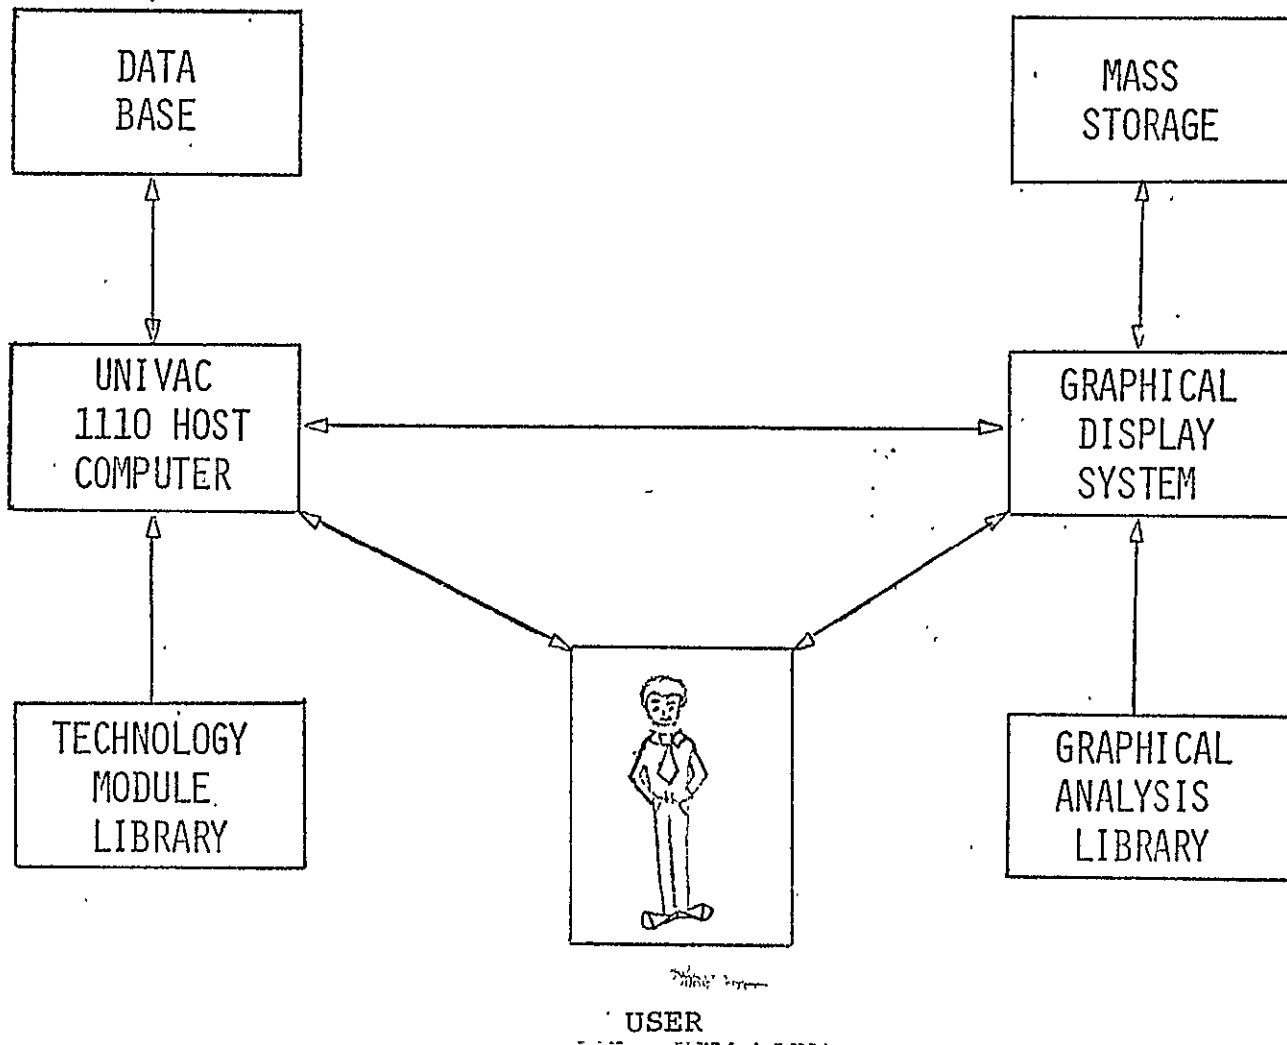 DATA
BASE
MASS
STORAGE
UNIVAC
1110 HOST
COMPUTER
GRAPHICAL
DISPLAY
SYSTEM
TECHNOLOGY
MODULE
LIBRARY
GRAPHICAL
ANALYSIS
LIBRARY
USER